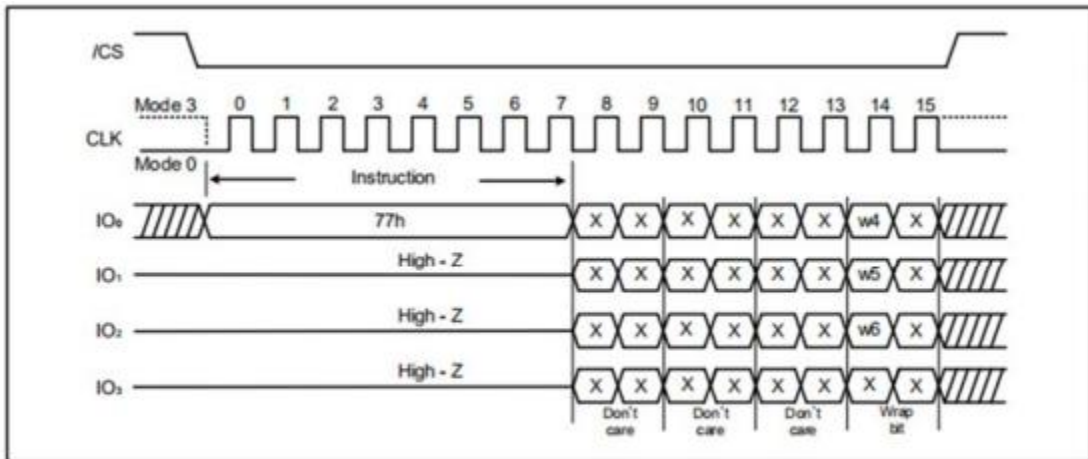 /CS
Mode 3 0 1 2 3 4 5 6 7 8 9 10 11 12 13 14 15
CLK
Mode 0
Instruction
IO₀ 77h X X X X X X w4 X
High - Z
IO₁ X X X X X X w5 X
High - Z
IO₂ X X X X X X w6 X
High - Z
IO₃ X X X X X X X X
Don`t care Don`t care Don`t care Wrap bit